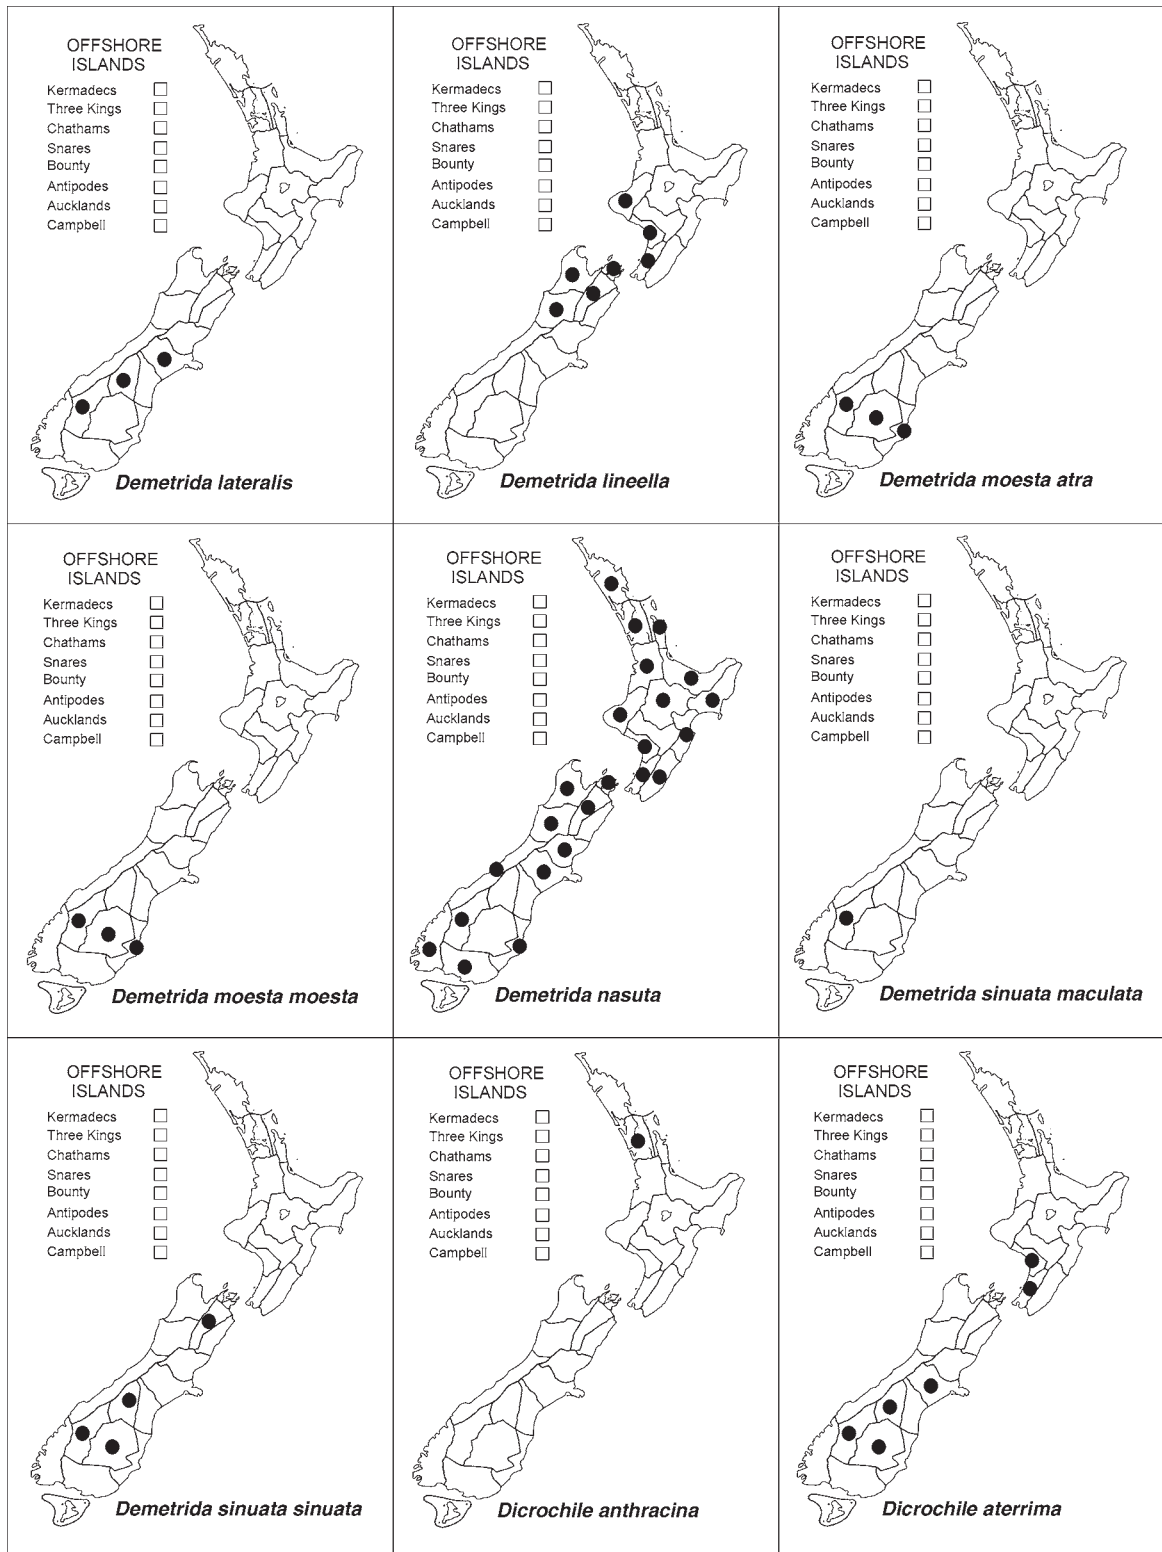 OFFSHORE
ISLANDS
Kermadecs
Three Kings
Chathams
Snares
Bounty
Antipodes
Aucklands
Campbell
Demetrida lateralis
OFFSHORE
ISLANDS
Kermadecs
Three Kings
Chathams
Snares
Bounty
Antipodes
Aucklands
Campbell
Demetrida lineella
OFFSHORE
ISLANDS
Kermadecs
Three Kings
Chathams
Snares
Bounty
Antipodes
Aucklands
Campbell
Demetrida moesta atra
OFFSHORE
ISLANDS
Kermadecs
Three Kings
Chathams
Snares
Bounty
Antipodes
Aucklands
Campbell
Demetrida moesta moesta
OFFSHORE
ISLANDS
Kermadecs
Three Kings
Chathams
Snares
Bounty
Antipodes
Aucklands
Campbell
Demetrida nasuta
OFFSHORE
ISLANDS
Kermadecs
Three Kings
Chathams
Snares
Bounty
Antipodes
Aucklands
Campbell
Demetrida sinuata maculata
OFFSHORE
ISLANDS
Kermadecs
Three Kings
Chathams
Snares
Bounty
Antipodes
Aucklands
Campbell
Demetrida sinuata sinuata
OFFSHORE
ISLANDS
Kermadecs
Three Kings
Chathams
Snares
Bounty
Antipodes
Aucklands
Campbell
Dicrochile anthracina
OFFSHORE
ISLANDS
Kermadecs
Three Kings
Chathams
Snares
Bounty
Antipodes
Aucklands
Campbell
Dicrochile aterrima